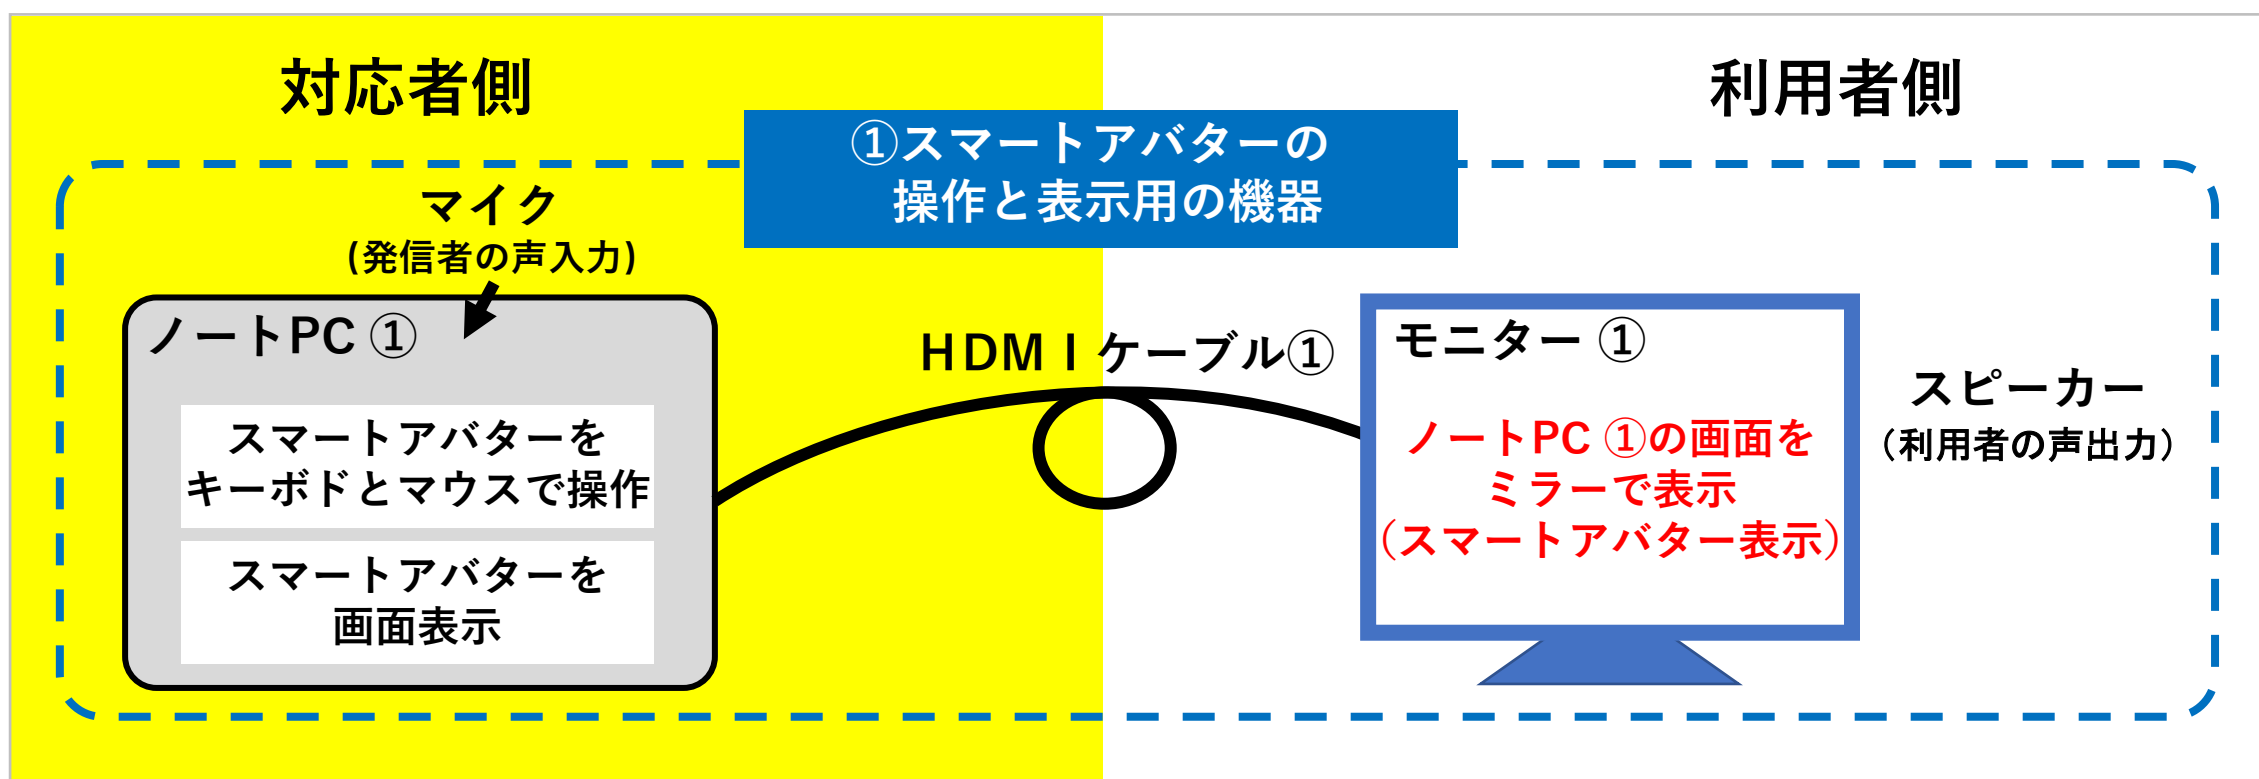 対応者側
利用者側
①スマートアバターの
操作と表示用の機器
マイク
(発信者の声入力)
ノートPC ①
スマートアバターを
キーボドとマウスで操作
スマートアバターを
画面表示
HDMIケーブル①
モニター ①
ノートPC ①の画面を
ミラーで表示
（スマートアバター表示）
スピーカー
（利用者の声出力）